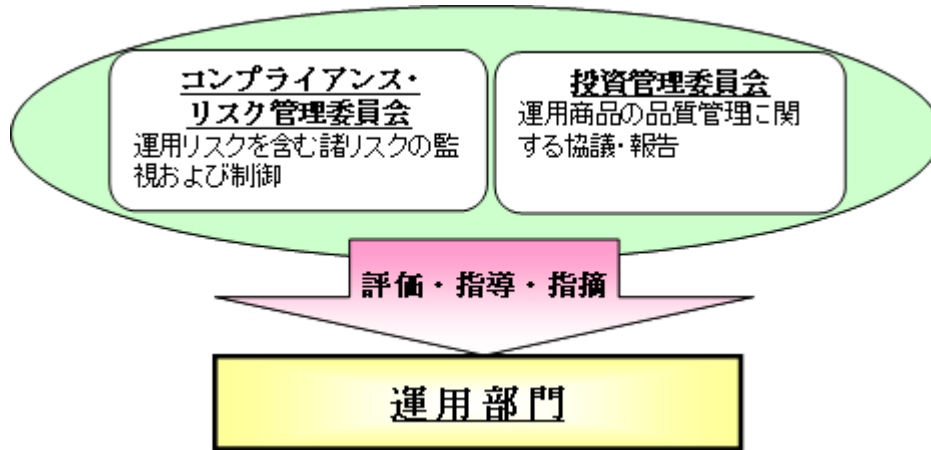 コンプライアンス・
リスク管理委員会
運用リスクを含む諸リスクの監
視および制御
投資管理委員会
運用商品の品質管理に関
する協議・報告
評価・指導・指摘
運用部門